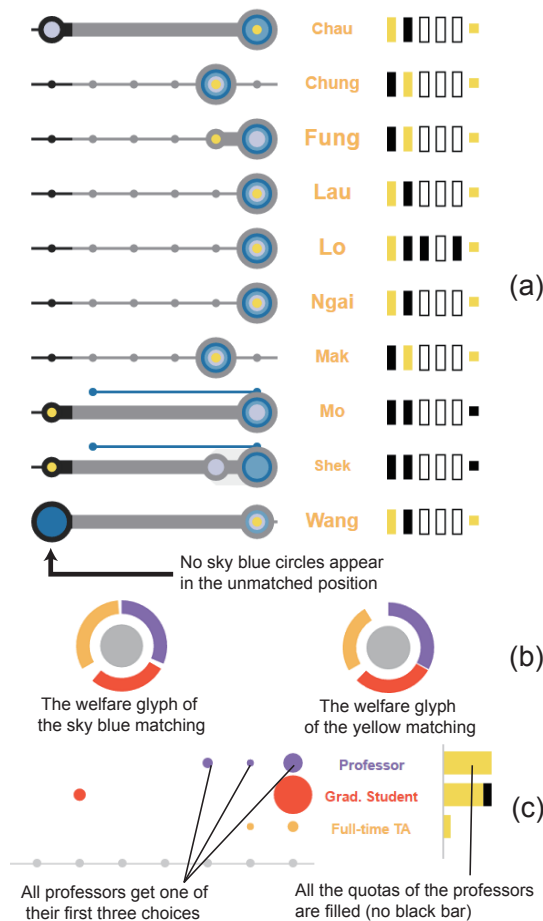 Chau
Chung
Fung
Lau
Lo
Ngai
(a)
Mak
Mo
Shek
Wang
No sky blue circles appear
in the unmatched position
(b)
The welfare glyph of
the sky blue matching
The welfare glyph
of the yellow matching
Professor
Grad. Student
(c)
Full-time TA
All professors get one of
their first three choices
All the quotas of the professors
are filled (no black bar)